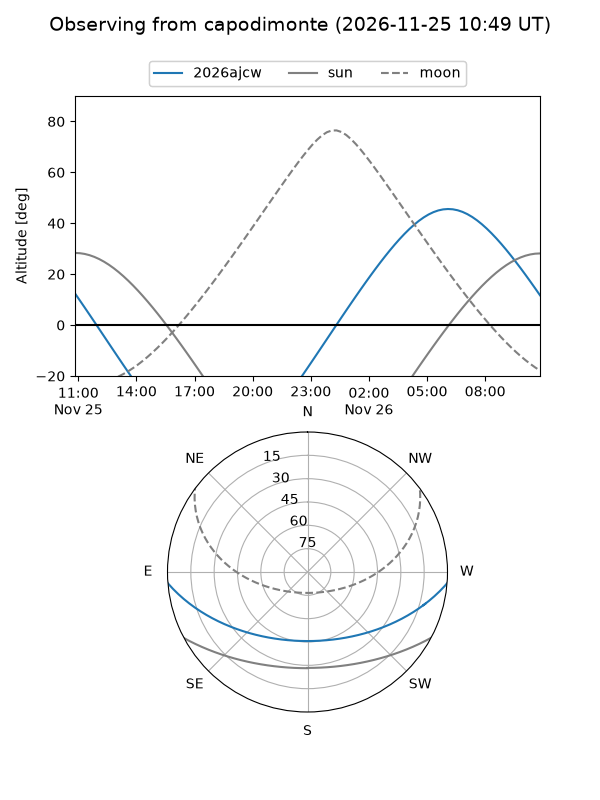 Observing from capodimonte (2026-11-25 10:49 UT)
2026ajcw sun moon
80
60
40
20
0
−20
Altitude [deg]
11:00 14:00 17:00 20:00 23:00 02:00 05:00 08:00
Nov 25 Nov 26
N
NE NW
15
30
45
60
75
E W
SE SW
S